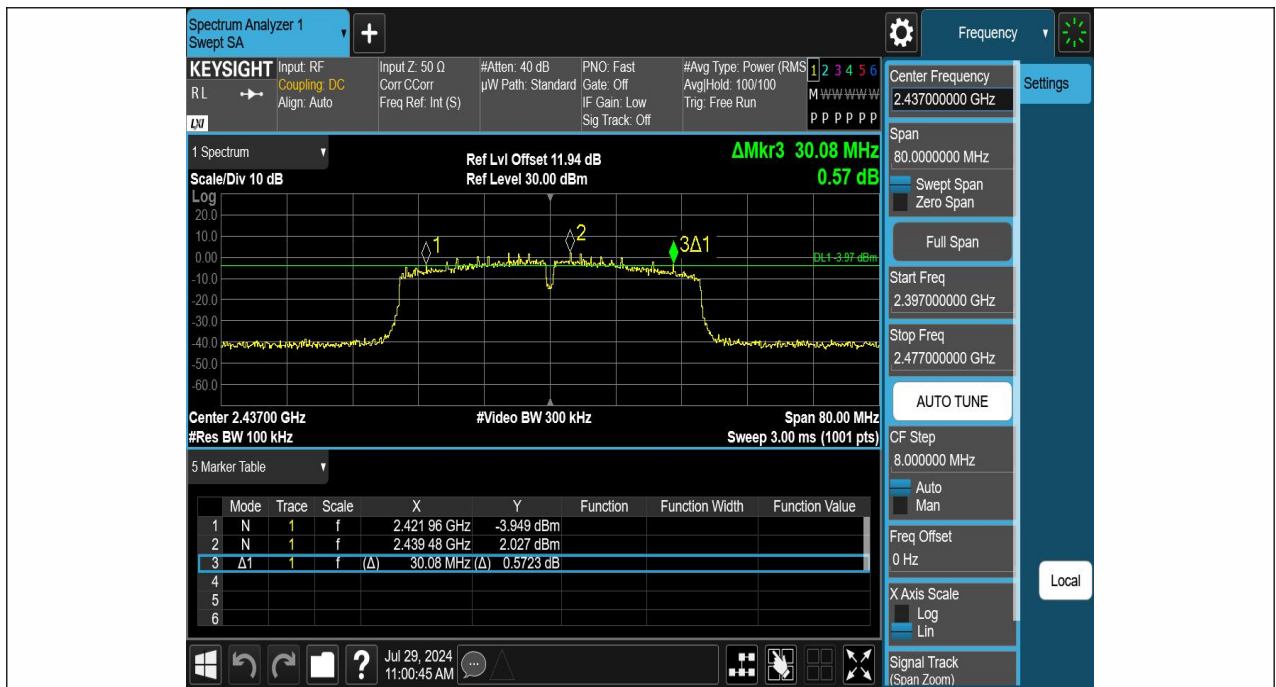 Spectrum Analyzer 1
Swept SA
+
Frequency
KEYSIGHT
RL
LXI
Input: RF
Coupling: DC
Align: Auto
Input Z: 50 Ω
Corr CCorr
Freq Ref: Int (S)
#Atten: 40 dB
µW Path: Standard
PNO: Fast
Gate: Off
IF Gain: Low
Sig Track: Off
#Avg Type: Power (RMS
Avg|Hold: 100/100
Trig: Free Run
1 2 3 4 5 6
M W W W W W
P P P P P P
1 Spectrum
Scale/Div 10 dB
Ref Lvl Offset 11.94 dB
Ref Level 30.00 dBm
ΔMkr3 30.08 MHz
0.57 dB
Log
20.0
10.0
0.00
-10.0
-20.0
-30.0
-40.0
-50.0
-60.0
1
2
3Δ1
DL1 -3.97 dBm
Center 2.43700 GHz
#Video BW 300 kHz
Span 80.00 MHz
#Res BW 100 kHz
Sweep 3.00 ms (1001 pts)
5 Marker Table
Mode Trace Scale X Y Function Function Width Function Value
1 N 1 f 2.421 96 GHz -3.949 dBm
2 N 1 f 2.439 48 GHz 2.027 dBm
3 Δ1 1 f (Δ) 30.08 MHz (Δ) 0.5723 dB
4
5
6
?
Jul 29, 2024
11:00:45 AM
Center Frequency
2.437000000 GHz
Settings
Span
80.0000000 MHz
Swept Span
Zero Span
Full Span
Start Freq
2.397000000 GHz
Stop Freq
2.477000000 GHz
AUTO TUNE
CF Step
8.000000 MHz
Auto
Man
Freq Offset
0 Hz
Local
X Axis Scale
Log
Lin
Signal Track
(Span Zoom)